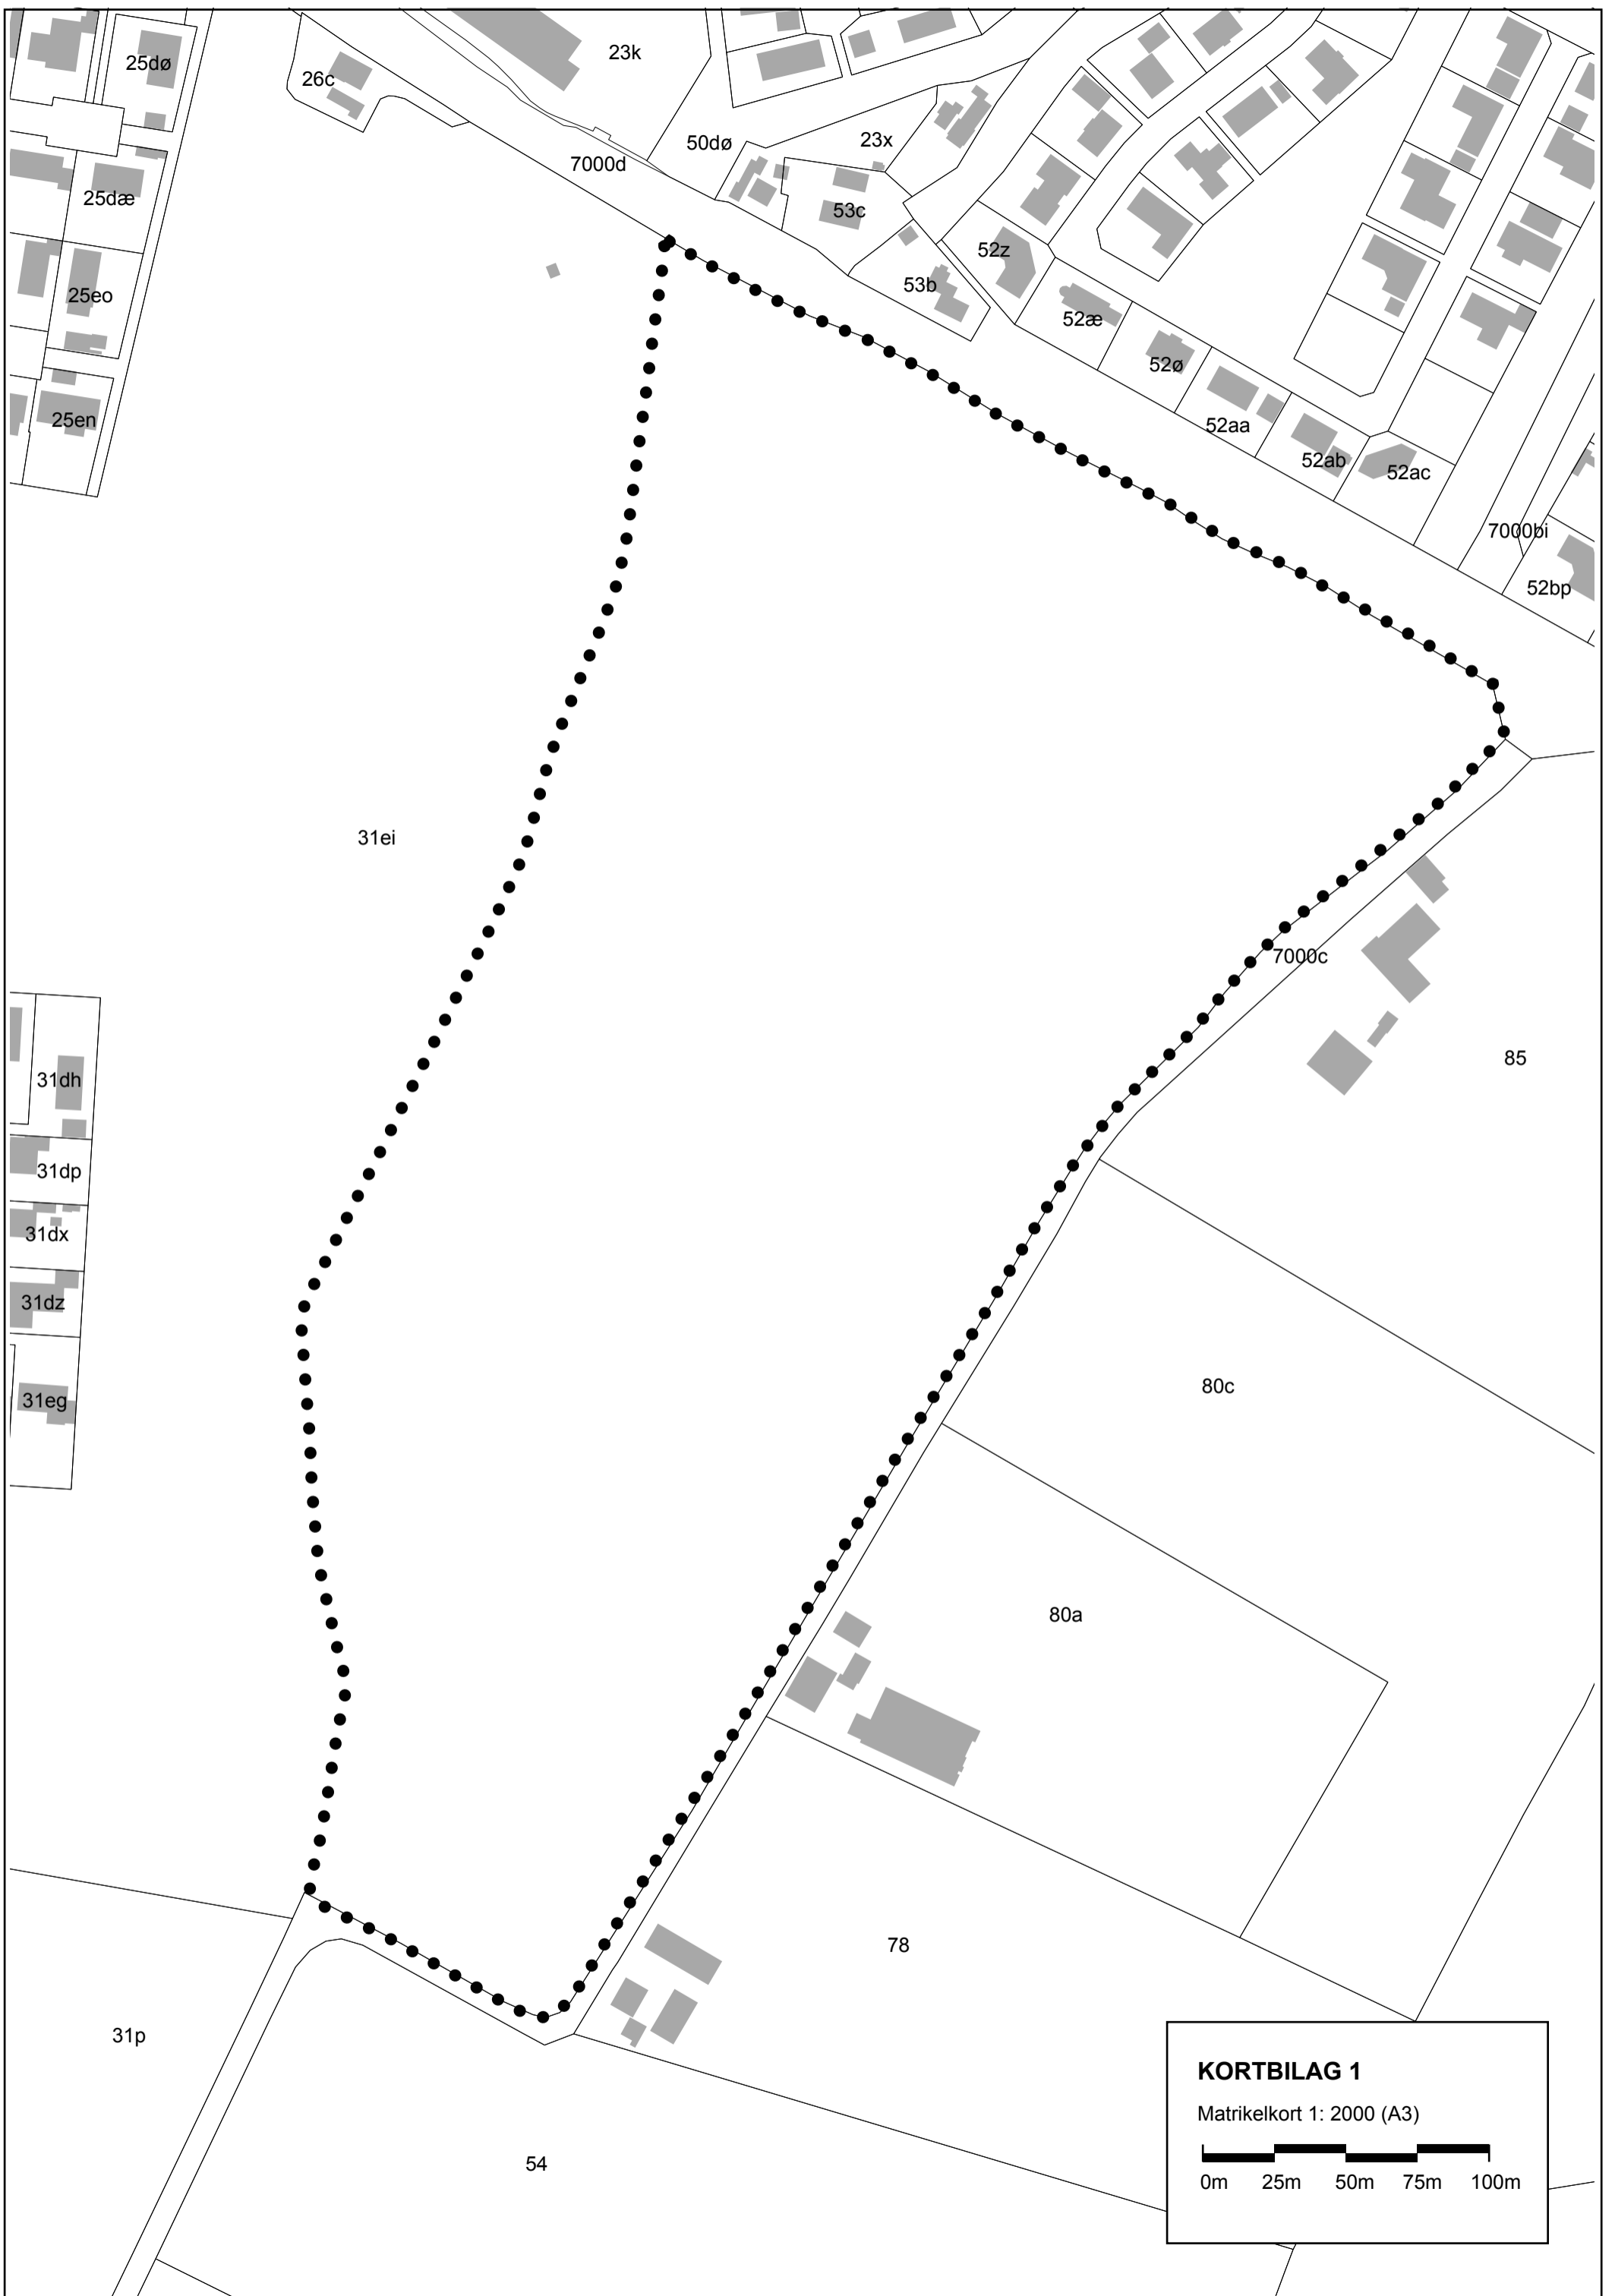 25dø
26c
23k
7000d
50dø
23x
53c
25dæ
25eo
25en
53b
52z
52æ
52ø
52aa
52ab
52ac
7000bi
52bp
31ei
7000c
85
31dh
31dp
31dx
31dz
31eg
80c
80a
78
31p
54
KORTBILAG 1
Matrikelkort 1: 2000 (A3)
0m 25m 50m 75m 100m